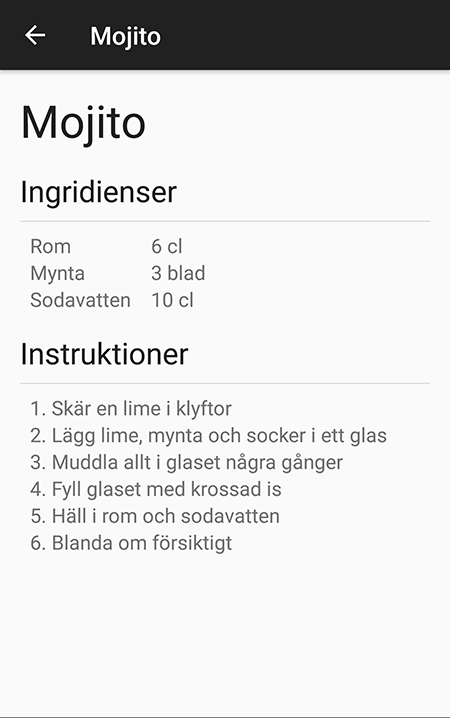 Mojito
Mojito
Ingridienser
Rom 6 cl
Mynta 3 blad
Sodavatten 10 cl
Instruktioner
1. Skär en lime i klyftor
2. Lägg lime, mynta och socker i ett glas
3. Muddla allt i glaset några gånger
4. Fyll glaset med krossad is
5. Häll i rom och sodavatten
6. Blanda om försiktigt